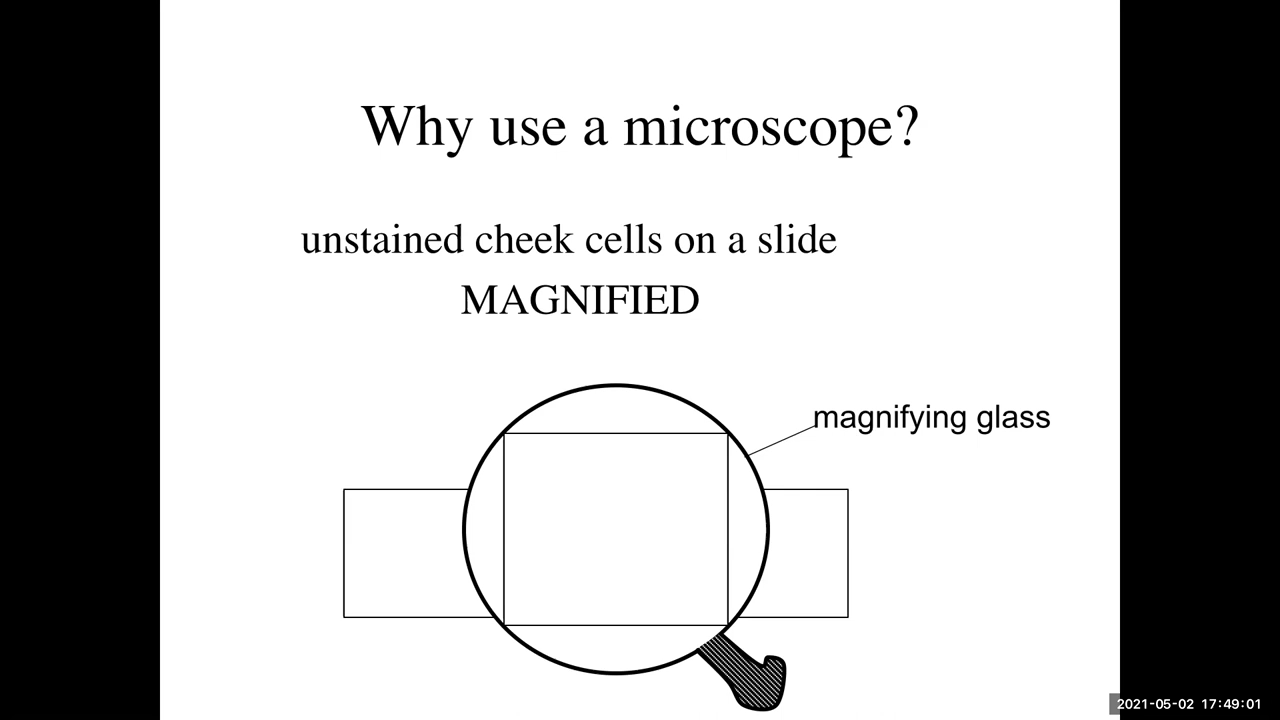 Why use a microscope?
unstained cheek cells on a slide
MAGNIFIED
magnifying glass
2021-05-02 17:49:01